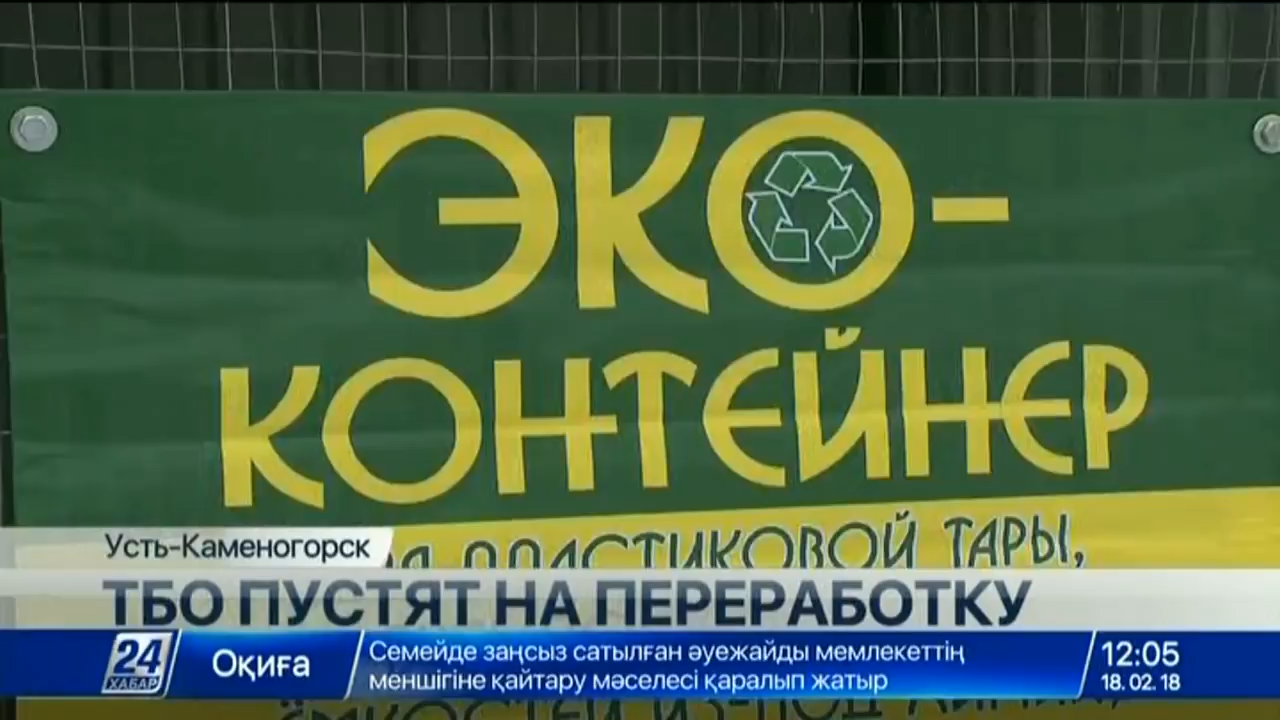 ЭКО-
КОНТЕЙНЕР
ПЛАСТИКОВОЙ ТАРЫ,
Усть-Каменогорск
ТБО ПУСТЯТ НА ПЕРЕРАБОТКУ
24
ХАБАР
Оқиға
Семейде заңсыз сатылған әуежайды мемлекеттің
меншігіне қайтару мәселесі қаралып жатыр
12:05
18. 02. 18